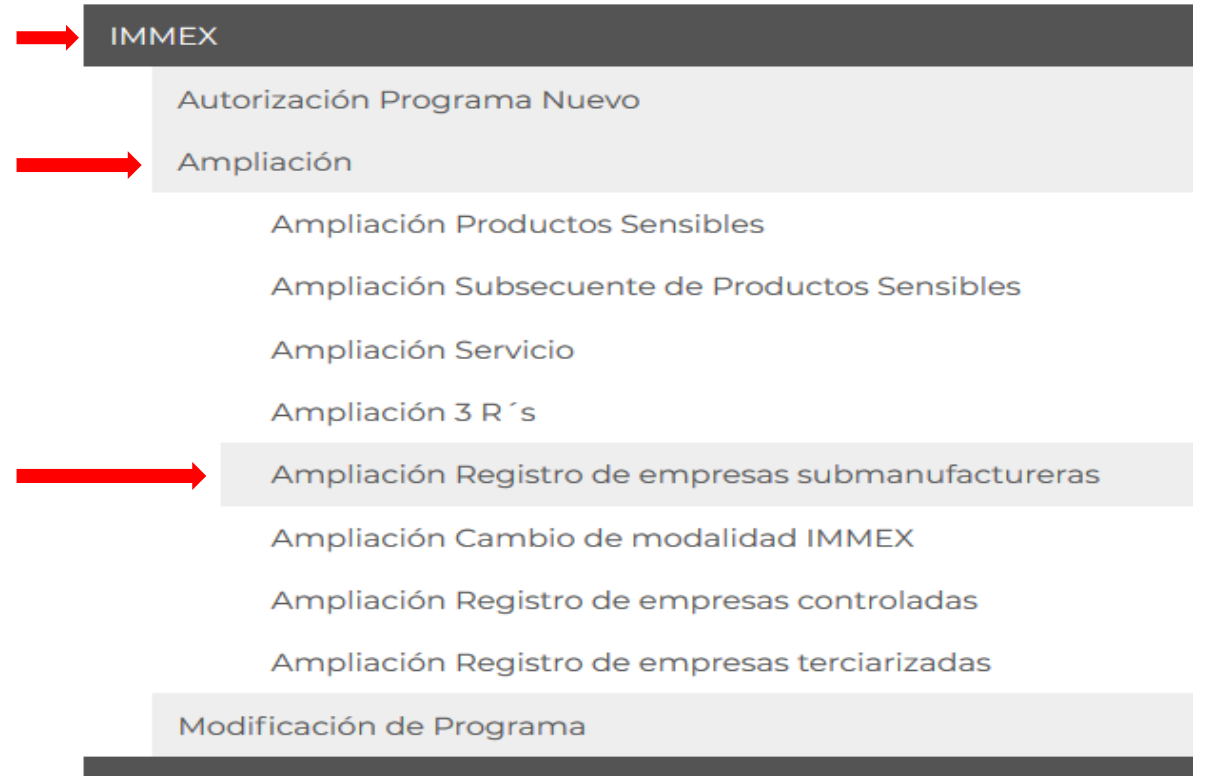 IMMEX
Autorización Programa Nuevo
Ampliación
Ampliación Productos Sensibles
Ampliación Subsecuente de Productos Sensibles
Ampliación Servicio
Ampliación 3 R´s
Ampliación Registro de empresas submanufactureras
Ampliación Cambio de modalidad IMMEX
Ampliación Registro de empresas controladas
Ampliación Registro de empresas terciarizadas
Modificación de Programa